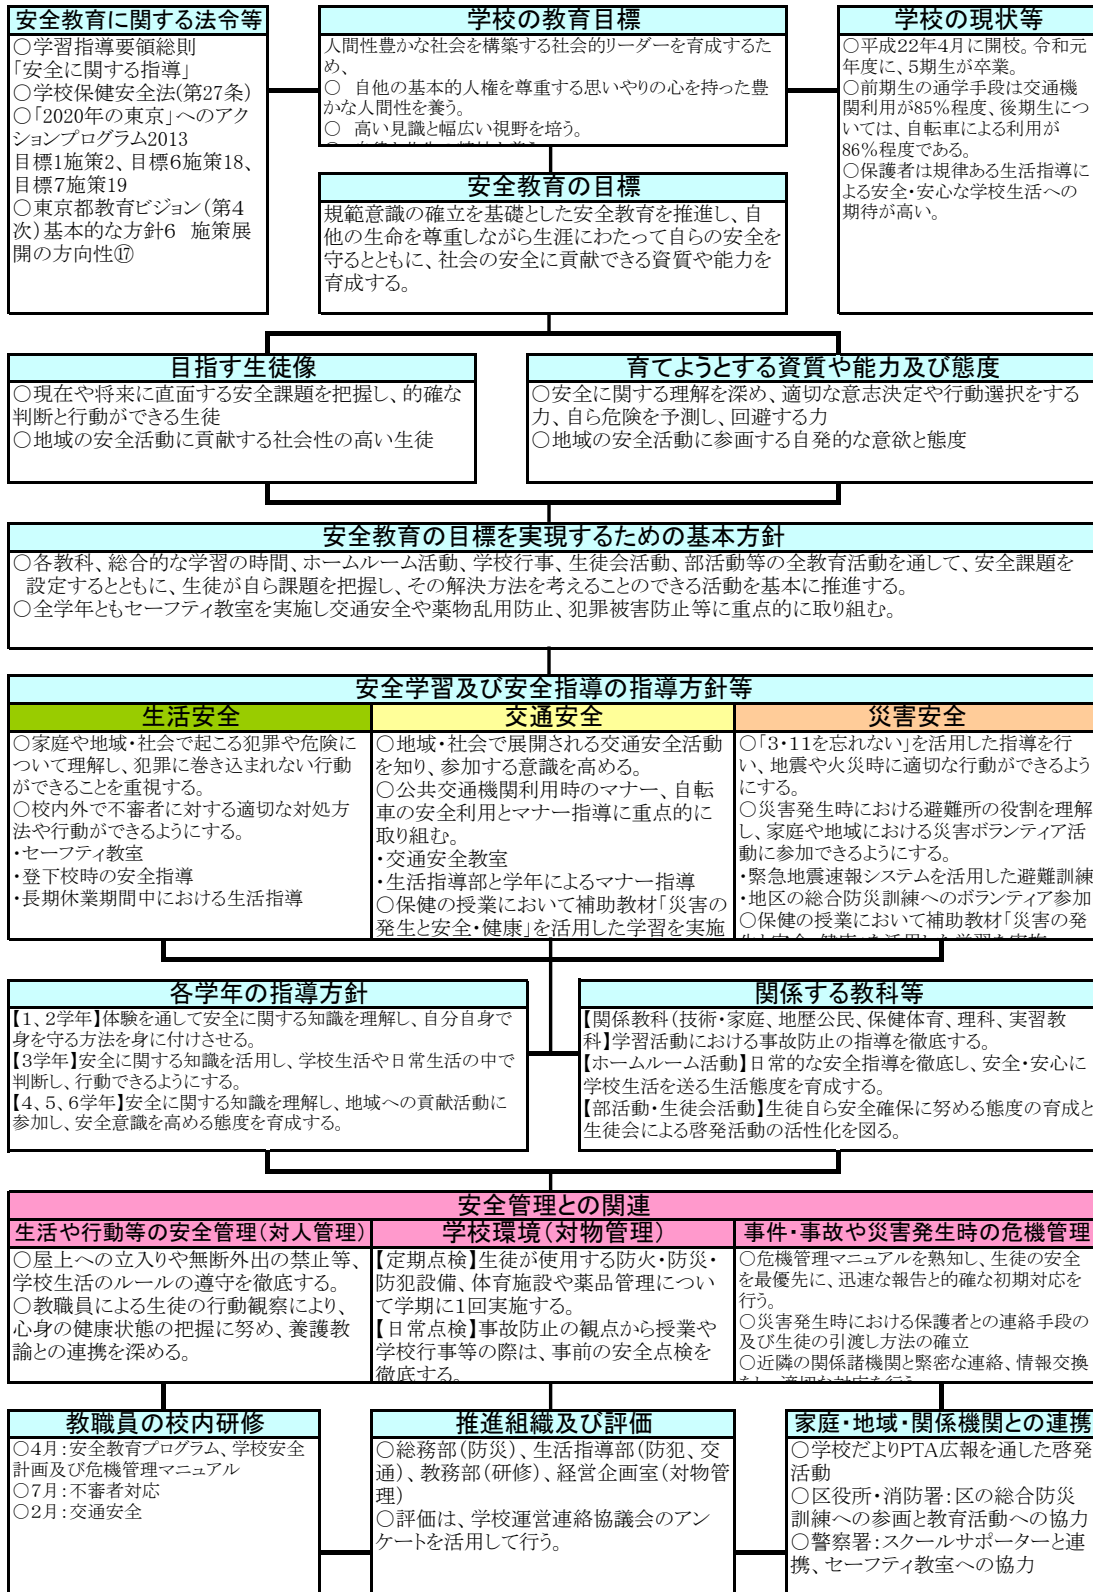 安全教育に関する法令等
○学習指導要領総則
「安全に関する指導」
○学校保健安全法(第27条)
○「2020年の東京」へのアク
ションプログラム2013
目標1施策2、目標6施策18、
目標7施策19
○東京都教育ビジョン(第4
次)基本的な方針6 施策展
開の方向性⑰
学校の教育目標
人間性豊かな社会を構築する社会的リーダーを育成するた
め、
○ 自他の基本的人権を尊重する思いやりの心を持った豊
かな人間性を養う。
○ 高い見識と幅広い視野を培う。
学校の現状等
○平成22年4月に開校。令和元
年度に、5期生が卒業。
○前期生の通学手段は交通機
関利用が85%程度、後期生につ
いては、自転車による利用が
86%程度である。
○保護者は規律ある生活指導に
よる安全・安心な学校生活への
期待が高い。
安全教育の目標
規範意識の確立を基礎とした安全教育を推進し、自
他の生命を尊重しながら生涯にわたって自らの安全を
守るとともに、社会の安全に貢献できる資質や能力を
育成する。
目指す生徒像
○現在や将来に直面する安全課題を把握し、的確な
判断と行動ができる生徒
○地域の安全活動に貢献する社会性の高い生徒
育てようとする資質や能力及び態度
○安全に関する理解を深め、適切な意志決定や行動選択をする
力、自ら危険を予測し、回避する力
○地域の安全活動に参画する自発的な意欲と態度
安全教育の目標を実現するための基本方針
○各教科、総合的な学習の時間、ホームルーム活動、学校行事、生徒会活動、部活動等の全教育活動を通して、安全課題を
設定するとともに、生徒が自ら課題を把握し、その解決方法を考えることのできる活動を基本に推進する。
○全学年ともセーフティ教室を実施し交通安全や薬物乱用防止、犯罪被害防止等に重点的に取り組む。
安全学習及び安全指導の指導方針等
生活安全
○家庭や地域・社会で起こる犯罪や危険に
ついて理解し、犯罪に巻き込まれない行動
ができることを重視する。
○校内外で不審者に対する適切な対処方
法や行動ができるようにする。
・セーフティ教室
・登下校時の安全指導
・長期休業期間中における生活指導
交通安全
○地域・社会で展開される交通安全活動
を知り、参加する意識を高める。
○公共交通機関利用時のマナー、自転
車の安全利用とマナー指導に重点的に
取り組む。
・交通安全教室
・生活指導部と学年によるマナー指導
○保健の授業において補助教材「災害の
発生と安全・健康」を活用した学習を実施
災害安全
○「3・11を忘れない」を活用した指導を行
い、地震や火災時に適切な行動ができるよう
にする。
○災害発生時における避難所の役割を理解
し、家庭や地域における災害ボランティア活
動に参加できるようにする。
・緊急地震速報システムを活用した避難訓練
・地区の総合防災訓練へのボランティア参加
○保健の授業において補助教材「災害の発
各学年の指導方針
【1、2学年】体験を通して安全に関する知識を理解し、自分自身で
身を守る方法を身に付けさせる。
【3学年】安全に関する知識を活用し、学校生活や日常生活の中で
判断し、行動できるようにする。
【4、5、6学年】安全に関する知識を理解し、地域への貢献活動に
参加し、安全意識を高める態度を育成する。
関係する教科等
【関係教科(技術・家庭、地歴公民、保健体育、理科、実習教
科】学習活動における事故防止の指導を徹底する。
【ホームルーム活動】日常的な安全指導を徹底し、安全・安心に
学校生活を送る生活態度を育成する。
【部活動・生徒会活動】生徒自ら安全確保に努める態度の育成と
生徒会による啓発活動の活性化を図る。
安全管理との関連
生活や行動等の安全管理(対人管理)
○屋上への立入りや無断外出の禁止等、
学校生活のルールの遵守を徹底する。
○教職員による生徒の行動観察により、
心身の健康状態の把握に努め、養護教
諭との連携を深める。
学校環境(対物管理)
【定期点検】生徒が使用する防火・防災・
防犯設備、体育施設や薬品管理につい
て学期に1回実施する。
【日常点検】事故防止の観点から授業や
学校行事等の際は、事前の安全点検を
徹底する。
事件・事故や災害発生時の危機管理
○危機管理マニュアルを熟知し、生徒の安全
を最優先に、迅速な報告と的確な初期対応を
行う。
○災害発生時における保護者との連絡手段の
及び生徒の引渡し方法の確立
○近隣の関係諸機関と緊密な連絡、情報交換
教職員の校内研修
○4月:安全教育プログラム、学校安全
計画及び危機管理マニュアル
○7月:不審者対応
○2月:交通安全
推進組織及び評価
○総務部(防災)、生活指導部(防犯、交
通)、教務部(研修)、経営企画室(対物管
理)
○評価は、学校運営連絡協議会のアン
ケートを活用して行う。
家庭・地域・関係機関との連携
○学校だよりPTA広報を通した啓発
活動
○区役所・消防署:区の総合防災
訓練への参画と教育活動への協力
○警察署:スクールサポーターと連
携、セーフティ教室への協力